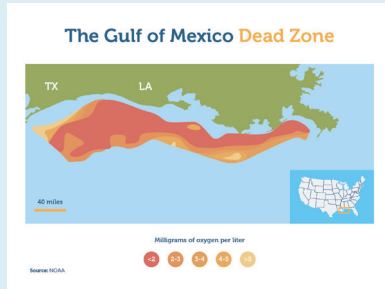 The Gulf of Mexico Dead Zone
TX
LA
40 miles
Milligrams of oxygen per liter
<2
2-3
3-4
4-5
>5
Source: NOAA